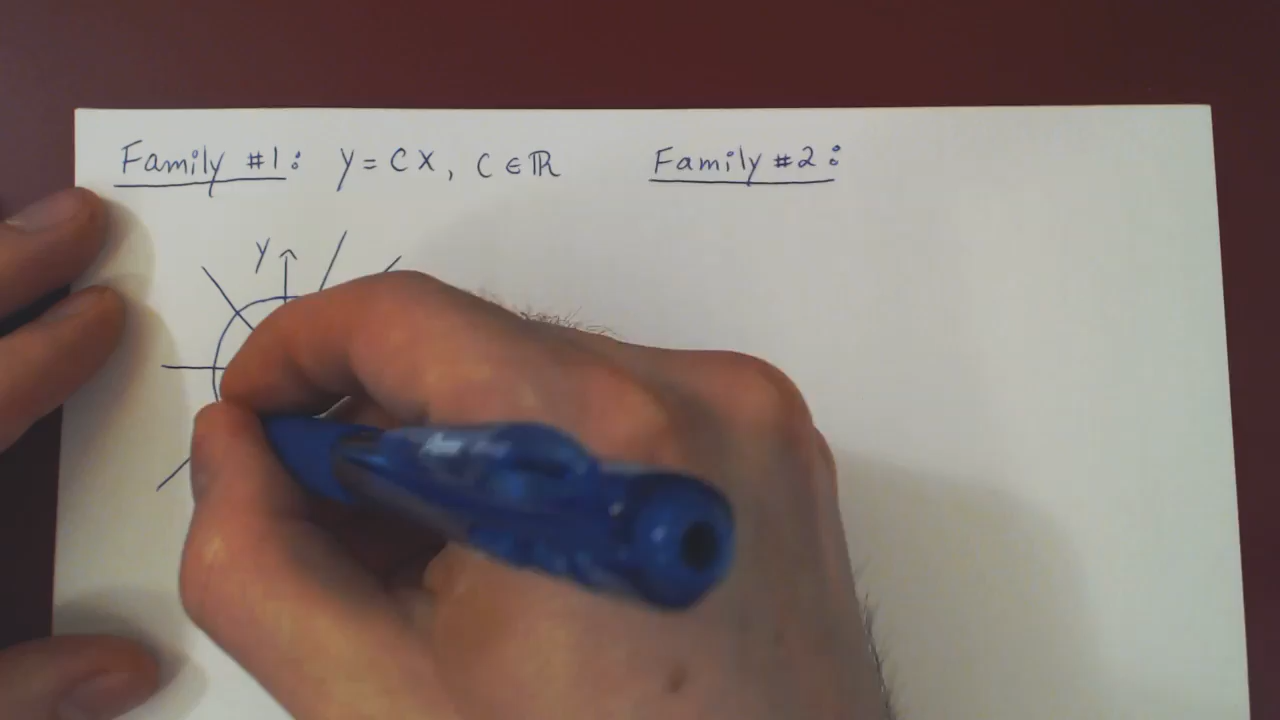 Family #1: y = Cx, C ∈ ℝ Family #2:
y